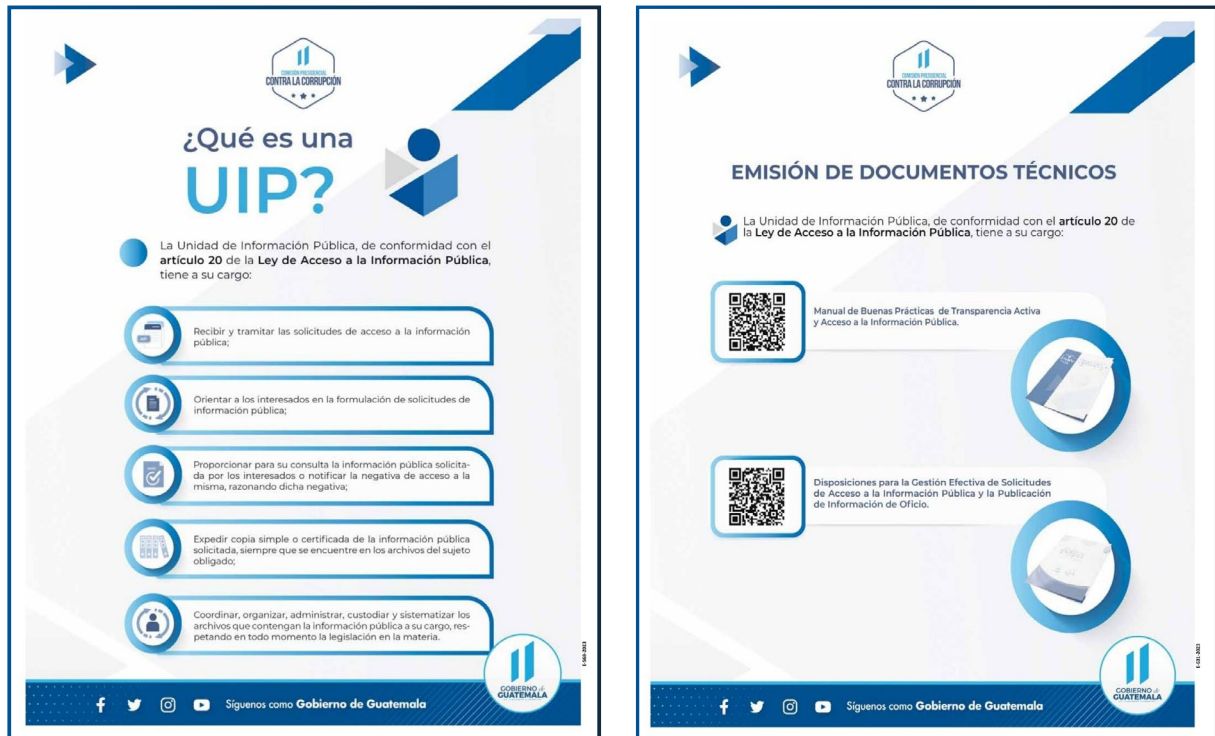 COMISIÓN PRESIDENCIAL
CONTRA LA CORRUPCIÓN
¿Qué es una
UIP?
La Unidad de Información Pública, de conformidad con el
artículo 20 de la Ley de Acceso a la Información Pública,
tiene a su cargo:
Recibir y tramitar las solicitudes de acceso a la información
pública;
Orientar a los interesados en la formulación de solicitudes de
información pública;
Proporcionar para su consulta la información pública solicita-
da por los interesados o notificar la negativa de acceso a la
misma, razonando dicha negativa;
Expedir copia simple o certificada de la información pública
solicitada, siempre que se encuentre en los archivos del sujeto
obligado;
Coordinar, organizar, administrar, custodiar y sistematizar los
archivos que contengan la información pública a su cargo, res-
petando en todo momento la legislación en la materia.
GOBIERNO de
GUATEMALA
Síguenos como Gobierno de Guatemala
COMISIÓN PRESIDENCIAL
CONTRA LA CORRUPCIÓN
EMISIÓN DE DOCUMENTOS TÉCNICOS
La Unidad de Información Pública, de conformidad con el artículo 20 de
la Ley de Acceso a la Información Pública, tiene a su cargo:
Manual de Buenas Prácticas de Transparencia Activa
y Acceso a la Información Pública.
Disposiciones para la Gestión Efectiva de Solicitudes
de Acceso a la Información Pública y la Publicación
de Información de Oficio.
GOBIERNO de
GUATEMALA
Síguenos como Gobierno de Guatemala